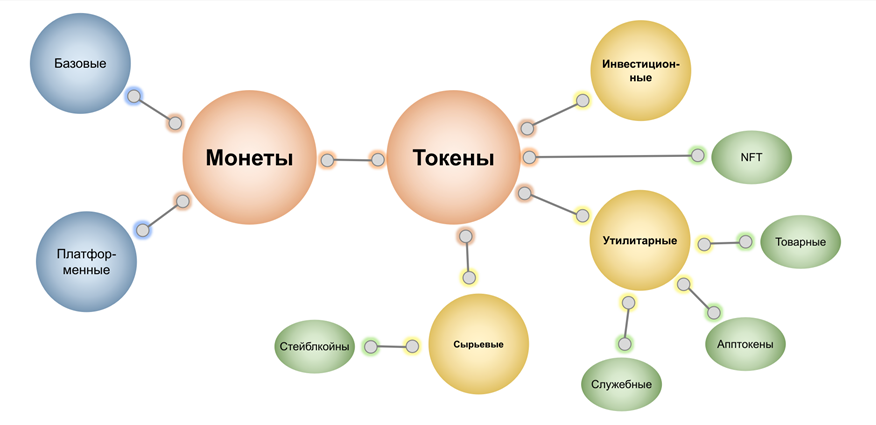 Базовые
Инвестицион-
ные
Монеты
Токены
NFT
Платфор-
менные
Утилитарные
Товарные
Стейблкойны
Сырьевые
Апптокены
Служебные